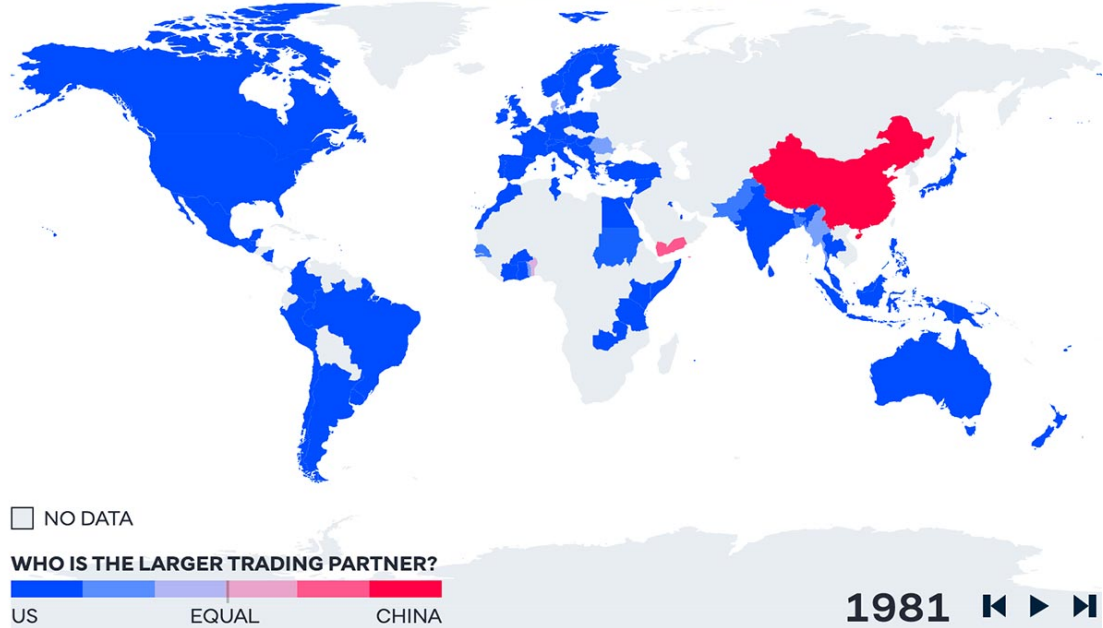 NO DATA
WHO IS THE LARGER TRADING PARTNER?
US EQUAL CHINA
1981